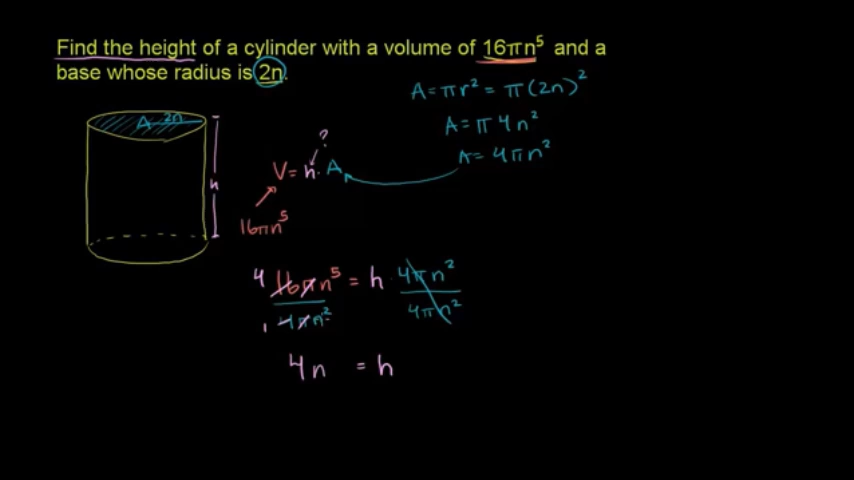 Find the height of a cylinder with a volume of 16πn⁵ and a
base whose radius is 2n.
A = πr² = π(2n)²
A = π4n²
A = 4πn²
A 2n
h
?
V = h · A
16πn⁵
4 16πn⁵ = h · 4πn²
1 4πn² 4πn²
4n = h